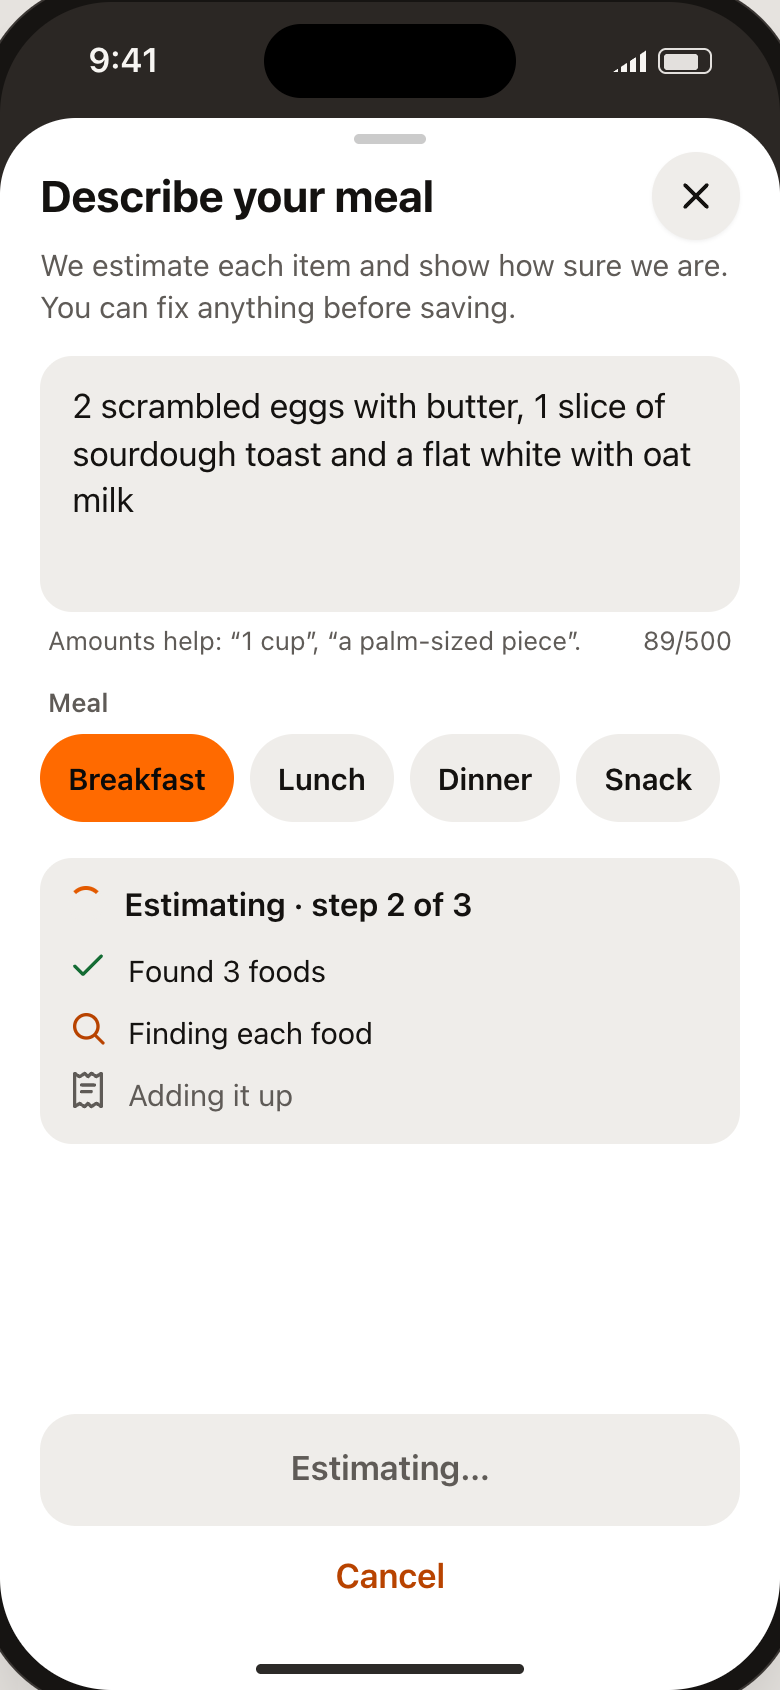 9:41
Describe your meal
We estimate each item and show how sure we are.
You can fix anything before saving.
2 scrambled eggs with butter, 1 slice of
sourdough toast and a flat white with oat
milk
Amounts help: “1 cup”, “a palm-sized piece”. 89/500
Meal
Breakfast Lunch Dinner Snack
Estimating · step 2 of 3
Found 3 foods
Finding each food
Adding it up
Estimating...
Cancel